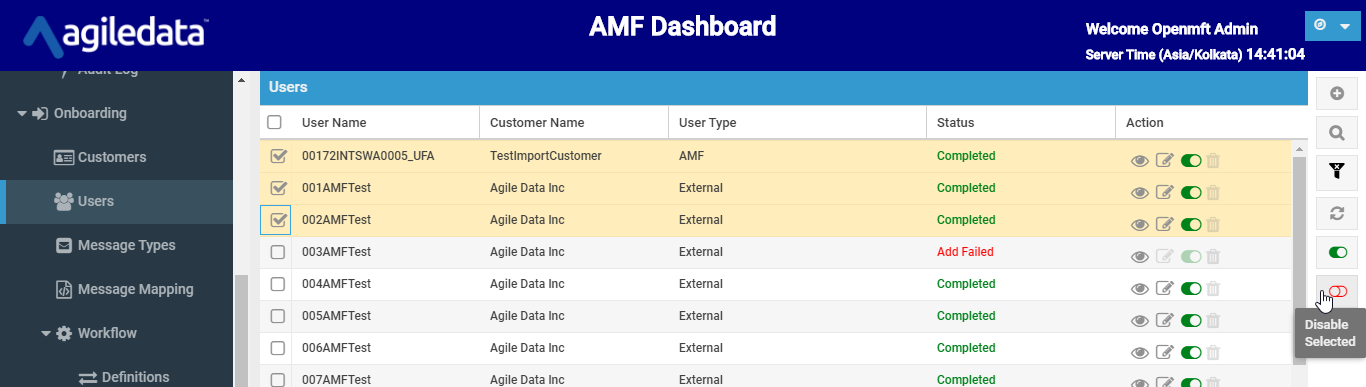 agiledata™
AMF Dashboard
Welcome Openmft Admin
Server Time (Asia/Kolkata) 14:41:04
Audit Log
Onboarding
Customers
Users
Message Types
Message Mapping
Workflow
Definitions
Users
User Name Customer Name User Type Status Action
00172INTSWA0005_UFA TestImportCustomer AMF Completed
001AMFTest Agile Data Inc External Completed
002AMFTest Agile Data Inc External Completed
003AMFTest Agile Data Inc External Add Failed
004AMFTest Agile Data Inc External Completed
005AMFTest Agile Data Inc External Completed
006AMFTest Agile Data Inc External Completed
007AMFTest Agile Data Inc External Completed
Disable
Selected